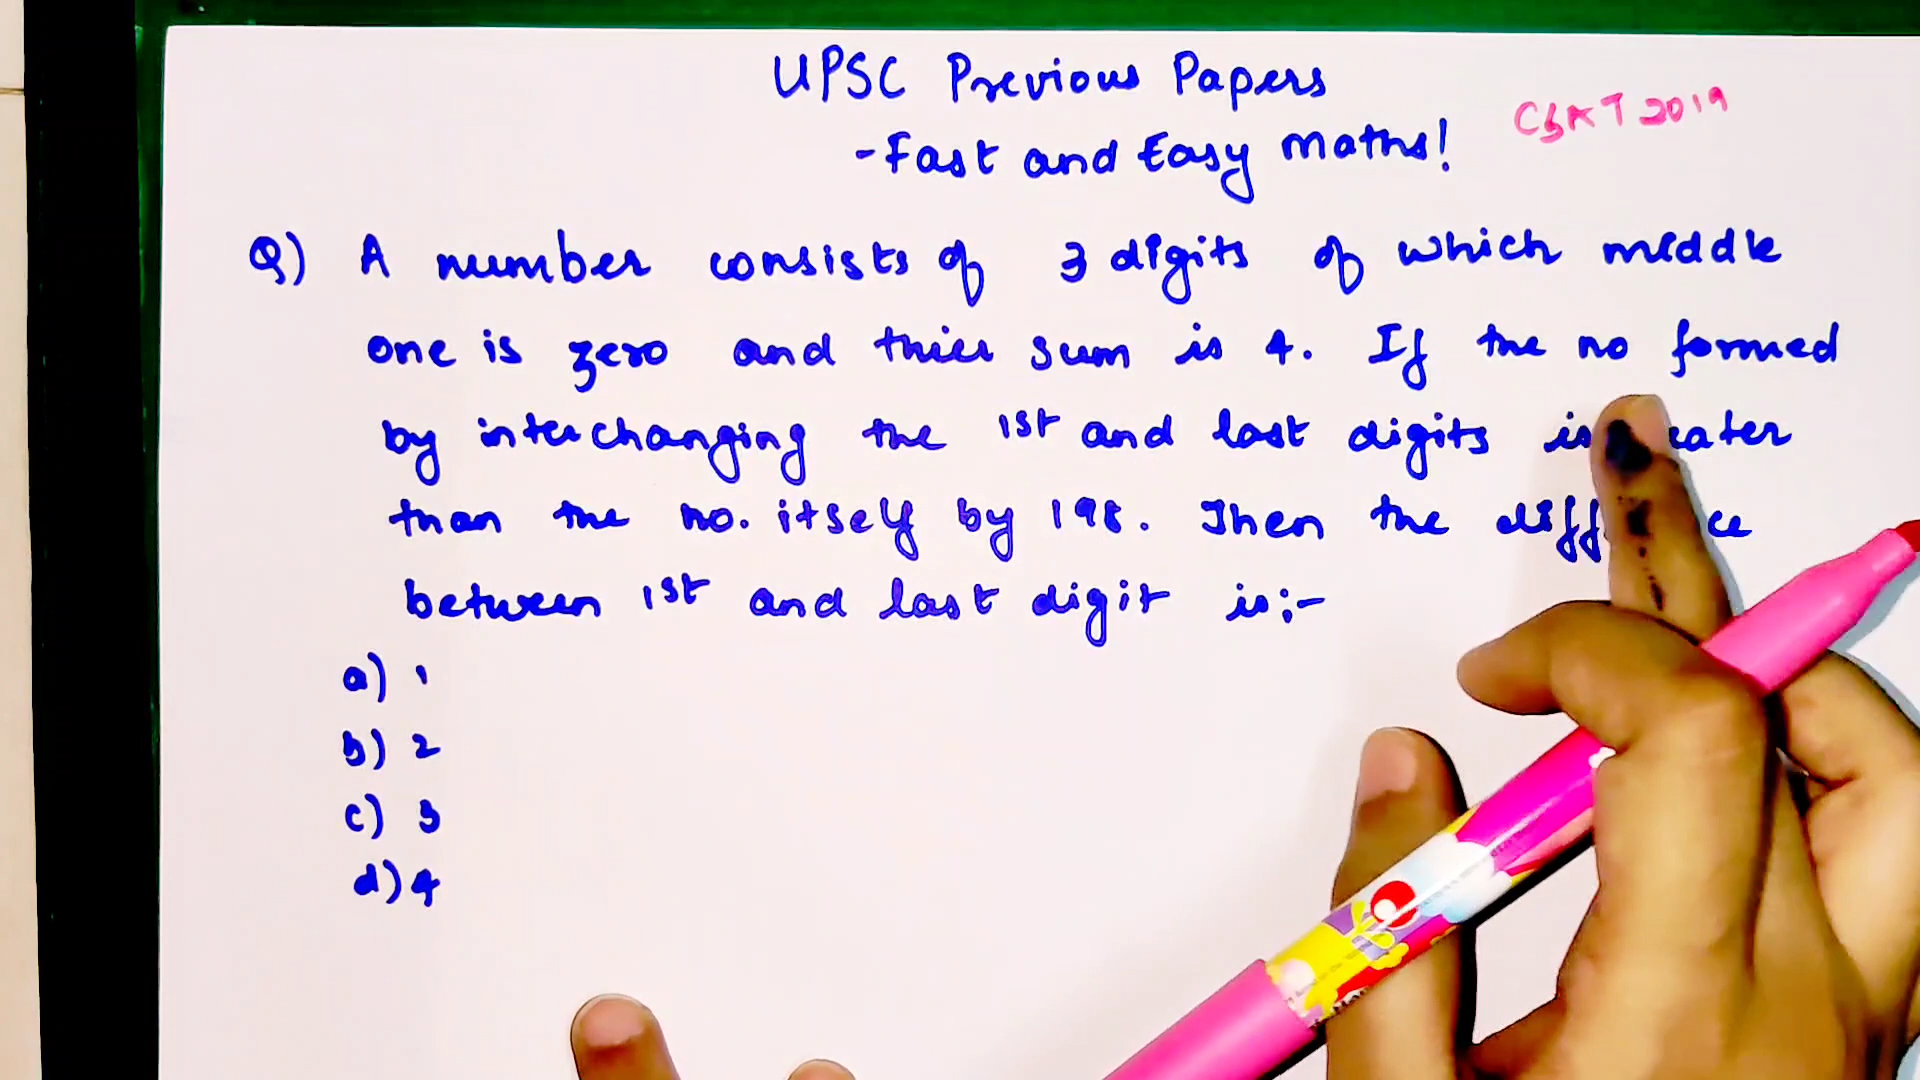 UPSC Previous Papers
-Fast and Easy Maths!
CSAT 2019
Q) A number consists of 3 digits of which middle
one is zero and their sum is 4. If the no formed
by interchanging the 1st and last digits is
than the no. itself by 198. Then the
between 1st and last digit is:-
a) 1
b) 2
c) 3
d) 4